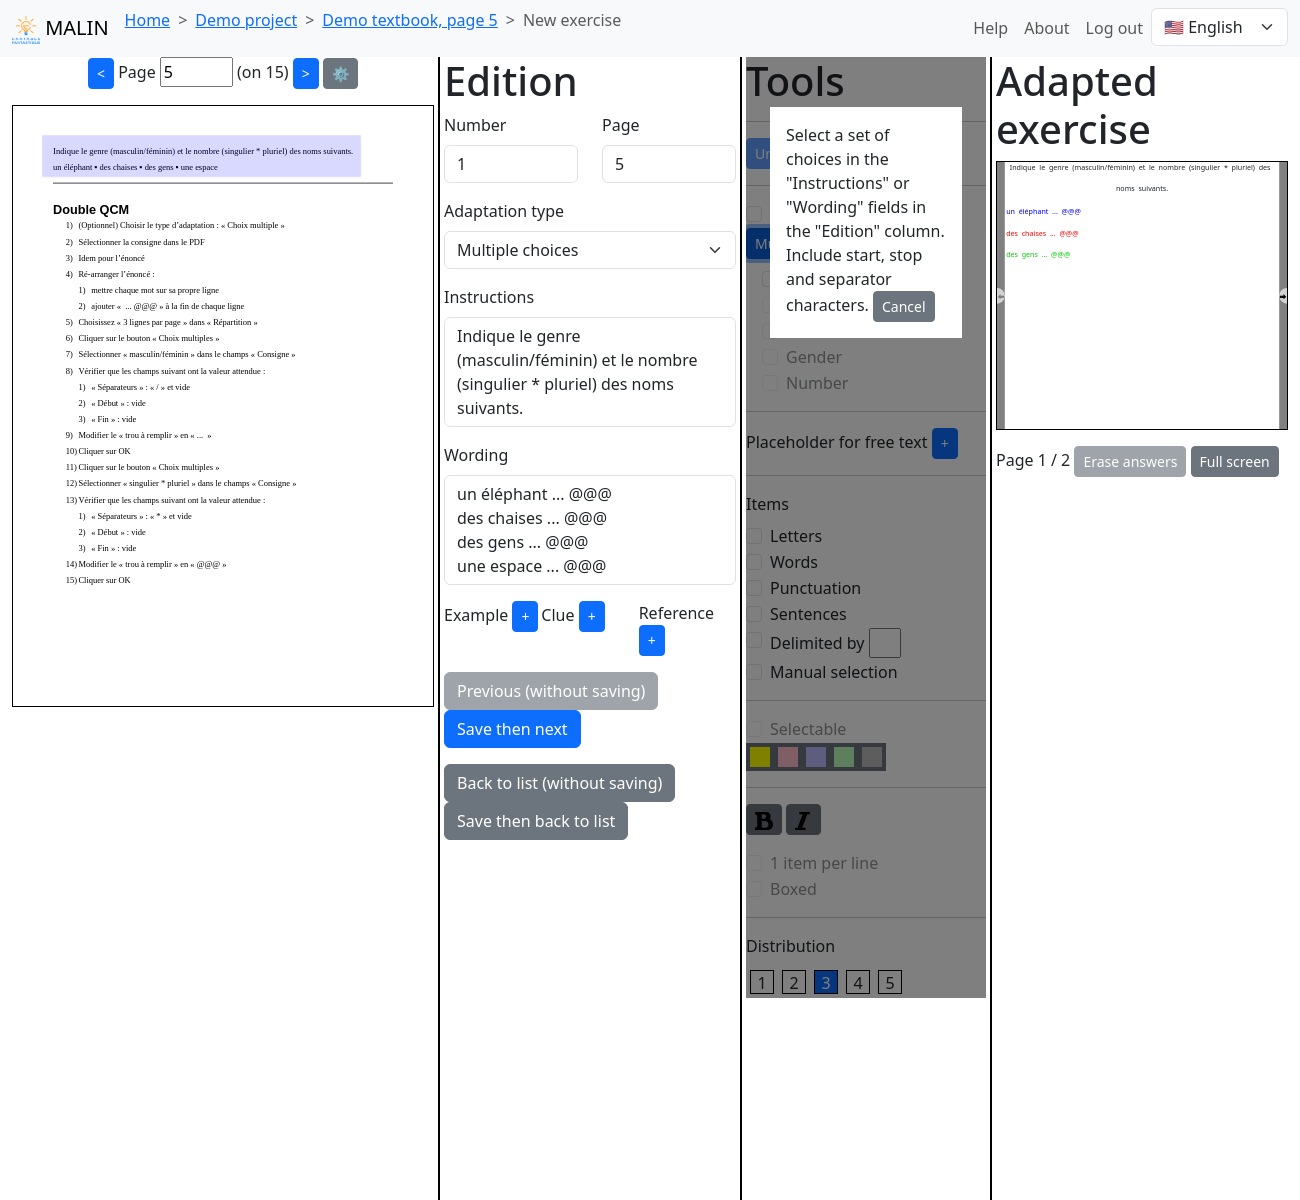 MALIN
Home > Demo project > Demo textbook, page 5 > New exercise
Help About Log out 🇺🇸 English
< Page 5 (on 15) > ⚙️
Indique le genre (masculin/féminin) et le nombre (singulier * pluriel) des noms suivants.
un éléphant • des chaises • des gens • une espace
Double QCM
1) (Optionnel) Choisir le type d’adaptation : « Choix multiple »
2) Sélectionner la consigne dans le PDF
3) Idem pour l’énoncé
4) Ré-arranger l’énoncé :
1) mettre chaque mot sur sa propre ligne
2) ajouter « ... @@@ » à la fin de chaque ligne
5) Choisissez « 3 lignes par page » dans « Répartition »
6) Cliquer sur le bouton « Choix multiples »
7) Sélectionner « masculin/féminin » dans le champs « Consigne »
8) Vérifier que les champs suivant ont la valeur attendue :
1) « Séparateurs » : « / » et vide
2) « Début » : vide
3) « Fin » : vide
9) Modifier le « trou à remplir » en « ... »
10) Cliquer sur OK
11) Cliquer sur le bouton « Choix multiples »
12) Sélectionner « singulier * pluriel » dans le champs « Consigne »
13) Vérifier que les champs suivant ont la valeur attendue :
1) « Séparateurs » : « * » et vide
2) « Début » : vide
3) « Fin » : vide
14) Modifier le « trou à remplir » en « @@@ »
15) Cliquer sur OK
Edition
Number Page
1 5
Adaptation type
Multiple choices
Instructions
Indique le genre
(masculin/féminin) et le nombre
(singulier * pluriel) des noms
suivants.
Wording
un éléphant ... @@@
des chaises ... @@@
des gens ... @@@
une espace ... @@@
Example + Clue + Reference
+
Previous (without saving)
Save then next
Back to list (without saving)
Save then back to list
Tools
Select a set of
choices in the
"Instructions" or
"Wording" fields in
the "Edition" column.
Include start, stop
and separator
characters. Cancel
Gender
Number
Placeholder for free text +
Items
Letters
Words
Punctuation
Sentences
Delimited by
Manual selection
Selectable
B I
1 item per line
Boxed
Distribution
1 2 3 4 5
Adapted
exercise
Indique le genre (masculin/féminin) et le nombre (singulier * pluriel) des
noms suivants.
un éléphant ... @@@
des chaises ... @@@
des gens ... @@@
Page 1 / 2 Erase answers Full screen